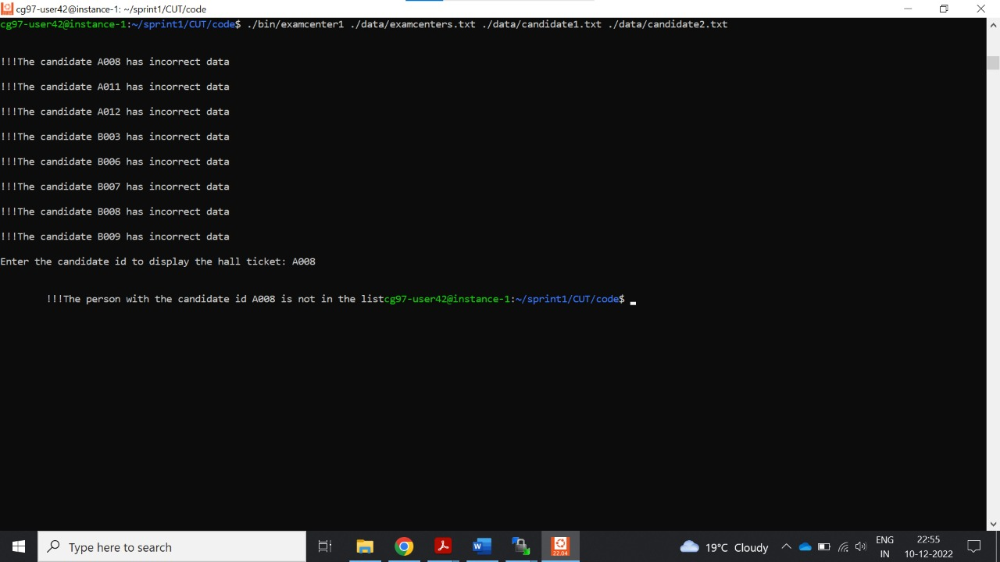 cg97-user42@instance-1: ~/sprint1/CUT/code
cg97-user42@instance-1:~/sprint1/CUT/code$ ./bin/examcenter1 ./data/examcenters.txt ./data/candidate1.txt ./data/candidate2.txt
!!!The candidate A008 has incorrect data
!!!The candidate A011 has incorrect data
!!!The candidate A012 has incorrect data
!!!The candidate B003 has incorrect data
!!!The candidate B006 has incorrect data
!!!The candidate B007 has incorrect data
!!!The candidate B008 has incorrect data
!!!The candidate B009 has incorrect data
Enter the candidate id to display the hall ticket: A008
!!!The person with the candidate id A008 is not in the listcg97-user42@instance-1:~/sprint1/CUT/code$
Type here to search
W
22.04
19°C Cloudy
ENG
IN
22:55
10-12-2022